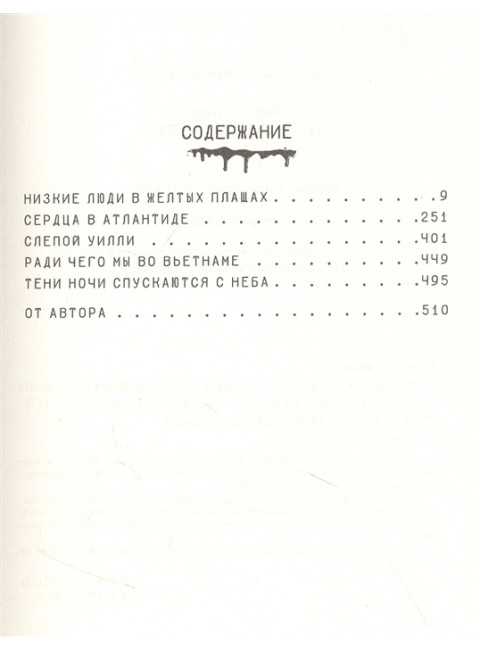 СОДЕРЖАНИЕ
НИЗКИЕ ЛЮДИ В ЖЕЛТЫХ ПЛАЩАХ. . . . . . . . . . .9
СЕРДЦА В АТЛАНТИДЕ . . . . . . . . . . . . . .251
СЛЕПОЙ УИЛЛИ . . . . . . . . . . . . . . . . .401
РАДИ ЧЕГО МЫ ВО ВЬЕТНАМЕ . . . . . . . . . . .449
ТЕНИ НОЧИ СПУСКАЮТСЯ С НЕБА. . . . . . . . . .495
ОТ АВТОРА . . . . . . . . . . . . . . . . . .510